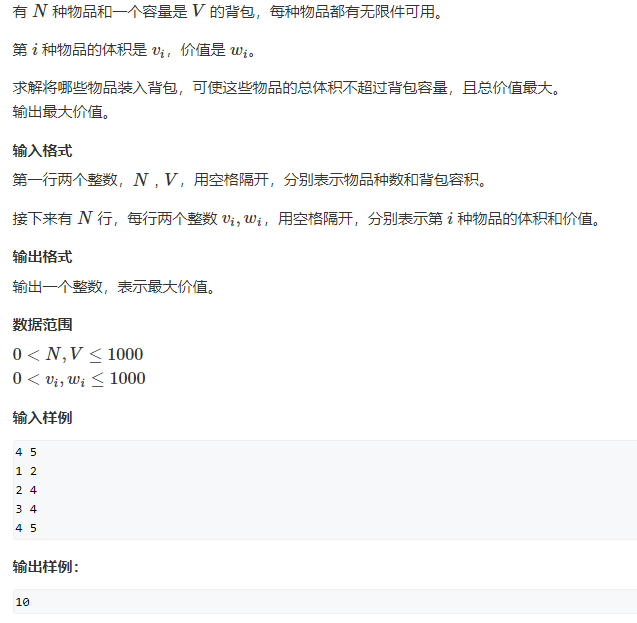 有 N 种物品和一个容量是 V 的背包，每种物品都有无限件可用。
第 i 种物品的体积是 vᵢ，价值是 wᵢ。
求解将哪些物品装入背包，可使这些物品的总体积不超过背包容量，且总价值最大。
输出最大价值。
输入格式
第一行两个整数，N，V，用空格隔开，分别表示物品种数和背包容积。
接下来有 N 行，每行两个整数 vᵢ, wᵢ，用空格隔开，分别表示第 i 种物品的体积和价值。
输出格式
输出一个整数，表示最大价值。
数据范围
0 < N, V ≤ 1000
0 < vᵢ, wᵢ ≤ 1000
输入样例
4 5
1 2
2 4
3 4
4 5
输出样例：
10